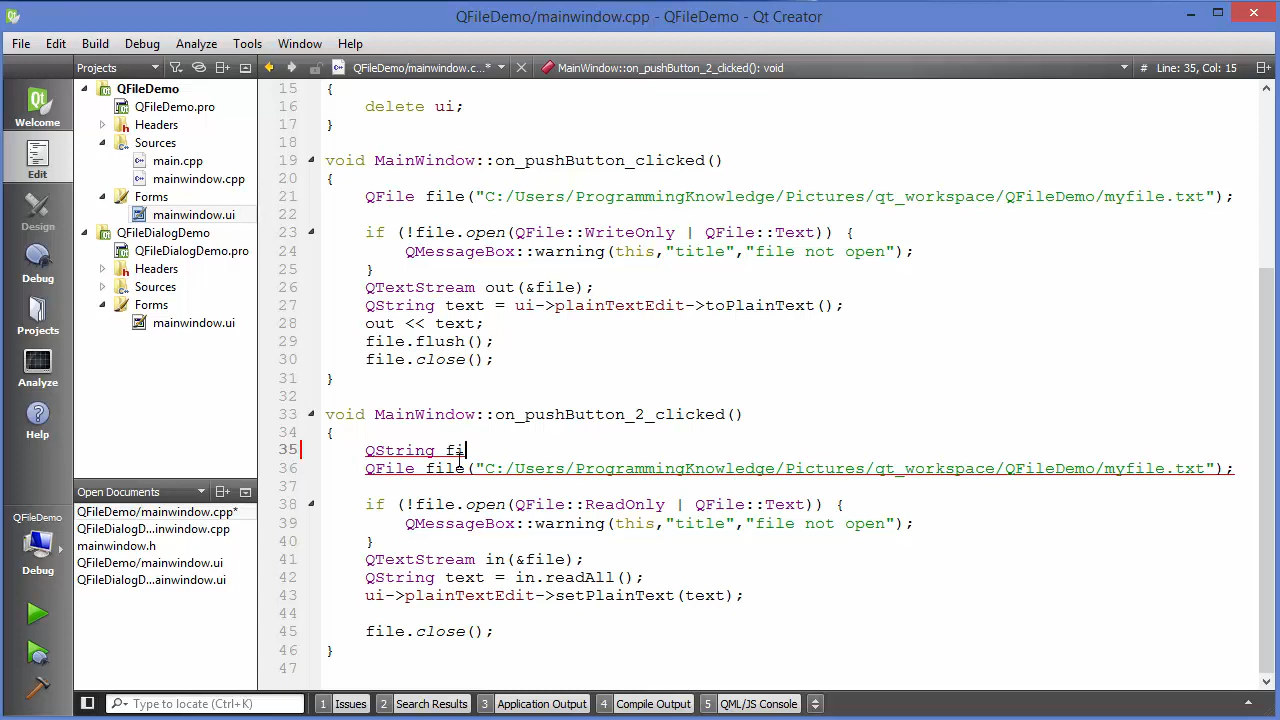 QFileDemo/mainwindow.cpp - QFileDemo - Qt Creator
File Edit Build Debug Analyze Tools Window Help
Projects QFileDemo/mainwindow.c...* MainWindow::on_pushButton_2_clicked(): void # Line: 35, Col: 15
Welcome
Edit
Design
Debug
Projects
Analyze
Help
QFileDemo
Debug
QFileDemo
QFileDemo.pro
Headers
Sources
main.cpp
mainwindow.cpp
Forms
mainwindow.ui
QFileDialogDemo
QFileDialogDemo.pro
Headers
Sources
Forms
mainwindow.ui
Open Documents
QFileDemo/mainwindow.cpp*
QFileDialogD...inwindow.cpp
mainwindow.h
QFileDemo/mainwindow.ui
QFileDialogD...ainwindow.ui
15 {
16 delete ui;
17 }
18
19 void MainWindow::on_pushButton_clicked()
20 {
21 QFile file("C:/Users/ProgrammingKnowledge/Pictures/qt_workspace/QFileDemo/myfile.txt");
22
23 if (!file.open(QFile::WriteOnly | QFile::Text)) {
24 QMessageBox::warning(this,"title","file not open");
25 }
26 QTextStream out(&file);
27 QString text = ui->plainTextEdit->toPlainText();
28 out << text;
29 file.flush();
30 file.close();
31 }
32
33 void MainWindow::on_pushButton_2_clicked()
34 {
35 QString fi
36 QFile file("C:/Users/ProgrammingKnowledge/Pictures/qt_workspace/QFileDemo/myfile.txt");
37
38 if (!file.open(QFile::ReadOnly | QFile::Text)) {
39 QMessageBox::warning(this,"title","file not open");
40 }
41 QTextStream in(&file);
42 QString text = in.readAll();
43 ui->plainTextEdit->setPlainText(text);
44
45 file.close();
46 }
47
Type to locate (Ctrl+K) 1 Issues 2 Search Results 3 Application Output 4 Compile Output 5 QML/JS Console